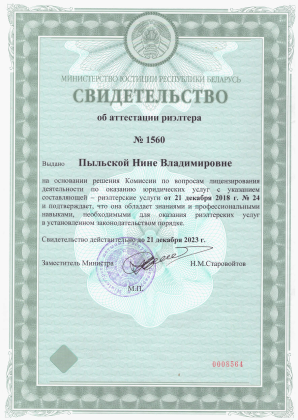 МИНИСТЕРСТВО ЮСТИЦИИ РЕСПУБЛИКИ БЕЛАРУСЬ
СВИДЕТЕЛЬСТВО
об аттестации риэлтера
№ 1560
Выдано Пыльской Нине Владимировне
на основании решения Комиссии по вопросам лицензирования
деятельности по оказанию юридических услуг с указанием
составляющей – риэлтерские услуги от 21 декабря 2018 г. № 24
и подтверждает, что она обладает знаниями и профессиональными
навыками, необходимыми для оказания риэлтерских услуг
в установленном законодательством порядке.
Свидетельство действительно до 21 декабря 2023 г.
Заместитель Министра Н.М.Старовойтов
М.П.